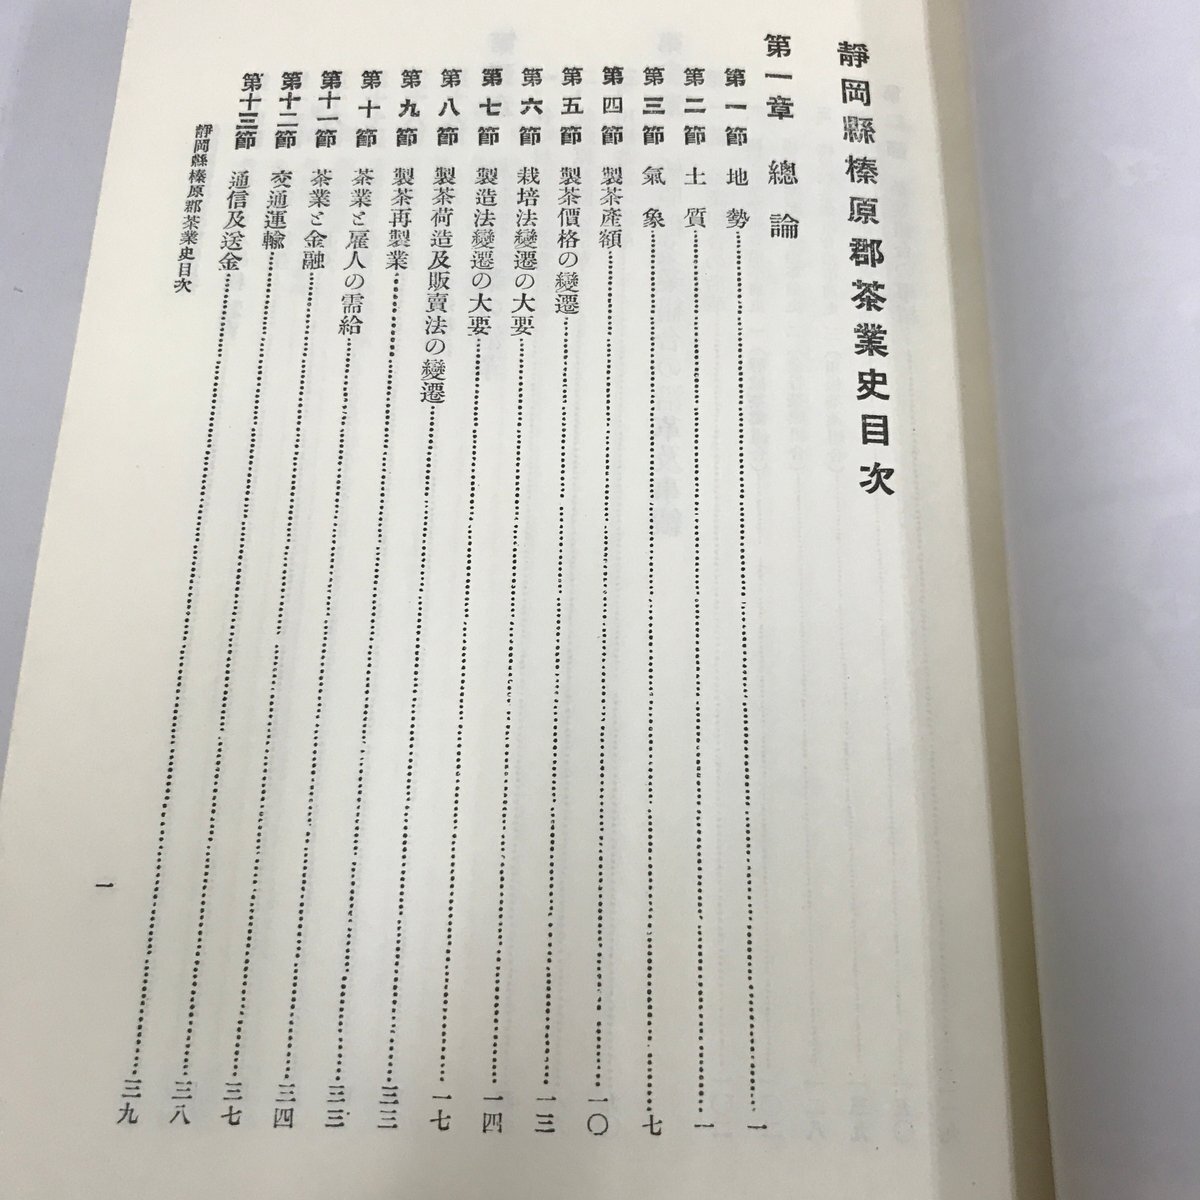 靜岡縣榛原郡茶業史目次
第一章 總論
第一節 地勢……一
第二節 土質……一
第三節 氣象……七
第四節 製茶產額……一〇
第五節 製茶價格の變遷……一三
第六節 栽培法變遷の大要……一四
第七節 製造法變遷の大要……一七
第八節 製茶荷造及販賣法の變遷……三三
第九節 製茶再製業……三三
第十節 茶業と雇人の需給……三四
第十一節 茶業と金融……三七
第十二節 交通運輸……三八
第十三節 通信及送金……三九
靜岡縣榛原郡茶業史目次
一